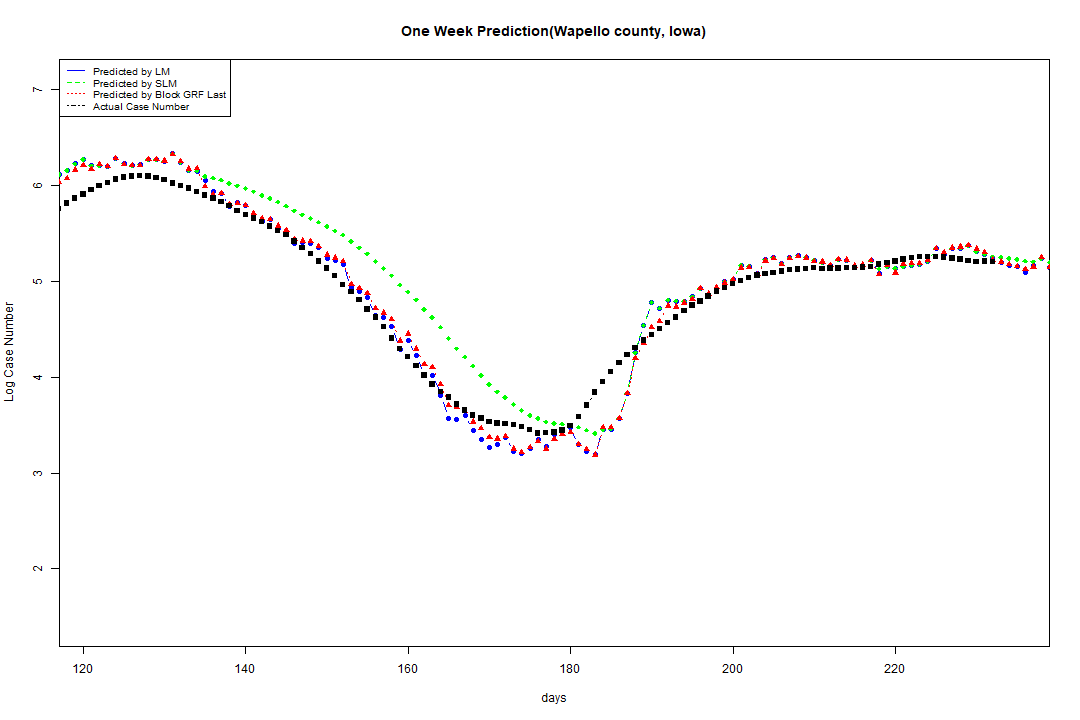 One Week Prediction(Wapello county, Iowa)
Predicted by LM
Predicted by SLM
Predicted by Block GRF Last
Actual Case Number
7
6
5
4
3
2
Log Case Number
120 140 160 180 200 220
days